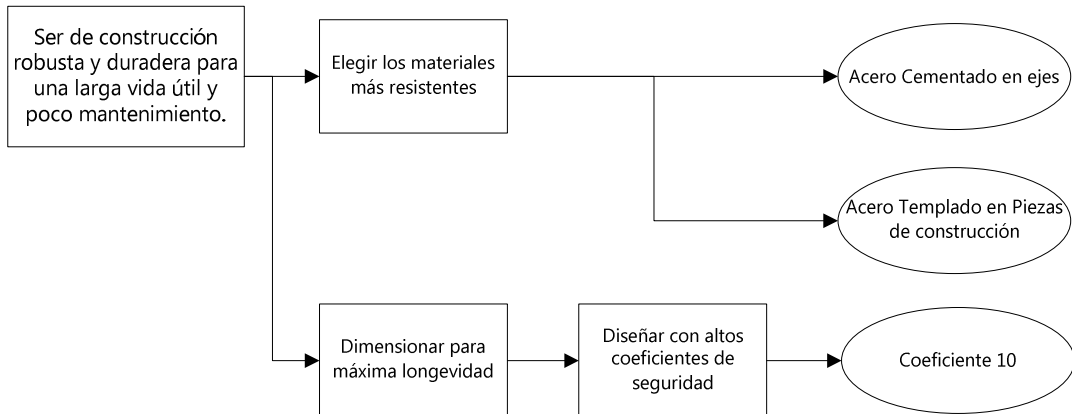 Ser de construcción
robusta y duradera para
una larga vida útil y
poco mantenimiento.
Elegir los materiales
más resistentes
Acero Cementado en ejes
Acero Templado en Piezas
de construcción
Dimensionar para
máxima longevidad
Diseñar con altos
coeficientes de
seguridad
Coeficiente 10